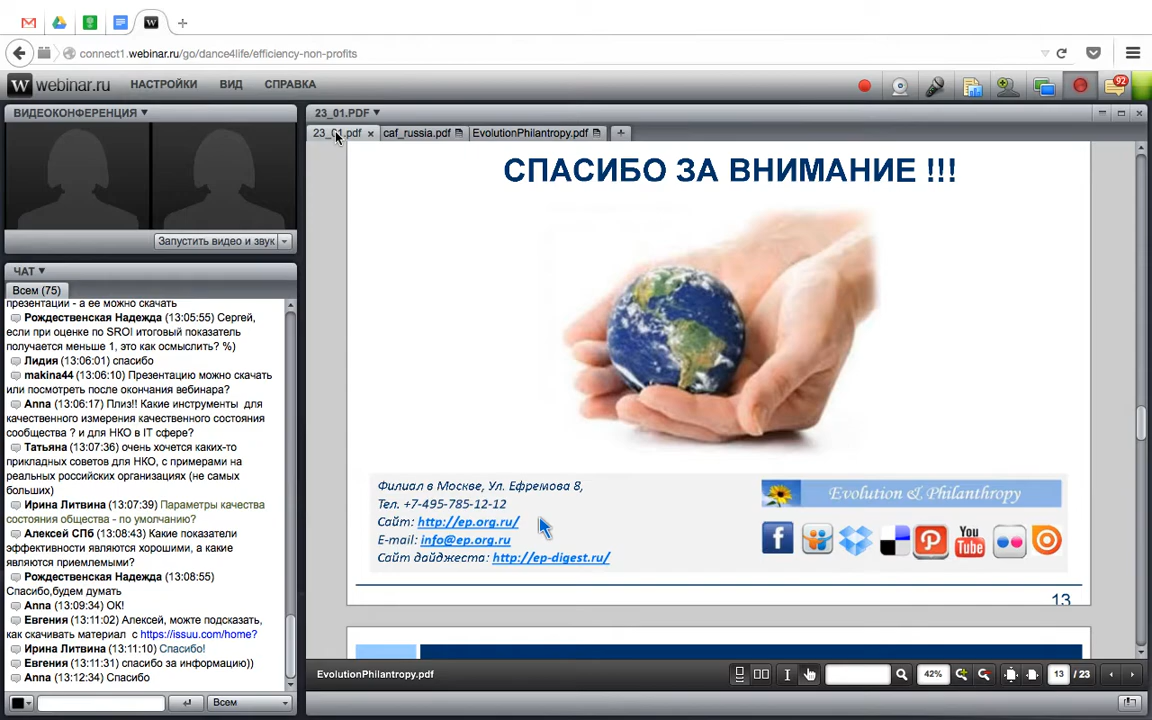 connect1.webinar.ru/go/dance4life/efficiency-non-profits
W webinar.ru НАСТРОЙКИ ВИД СПРАВКА 92
ВИДЕОКОНФЕРЕНЦИЯ
Запустить видео и звук
ЧАТ
Всем (75)
презентации - а ее можно скачать
Рождественская Надежда (13:05:55) Сергей,
если при оценке по SROI итоговый показатель
получается меньше 1, это как осмыслить? %)
Лидия (13:06:01) спасибо
makina44 (13:06:10) Презентацию можно скачать
или посмотреть после окончания вебинара?
Anna (13:06:17) Плиз!! Какие инструменты для
качественного измерения качественного состояния
сообщества ? и для НКО в IT сфере?
Татьяна (13:07:36) очень хочется каких-то
прикладных советов для НКО, с примерами на
реальных российских организациях (не самых
больших)
Ирина Литвина (13:07:39) Параметры качества
состояния общества - по умолчанию?
Алексей СПб (13:08:43) Какие показатели
эффективности являются хорошими, а какие
являются приемлемыми?
Рождественская Надежда (13:08:55)
Спасибо,будем думать
Anna (13:09:34) ОК!
Евгения (13:11:02) Алексей, можте подсказать,
как скачивать материал с https://issuu.com/home?
Ирина Литвина (13:11:10) Спасибо!
Евгения (13:11:31) спасибо за информацию))
Anna (13:12:34) Спасибо
Всем
23_01.PDF
23_01.pdf caf_russia.pdf EvolutionPhilantropy.pdf
СПАСИБО ЗА ВНИМАНИЕ !!!
Филиал в Москве, Ул. Ефремова 8,
Тел. +7-495-785-12-12
Сайт: http://ep.org.ru/
E-mail: info@ep.org.ru
Сайт дайджеста: http://ep-digest.ru/
Evolution & Philanthropy
You Tube
13
EvolutionPhilantropy.pdf 42% 13 / 23